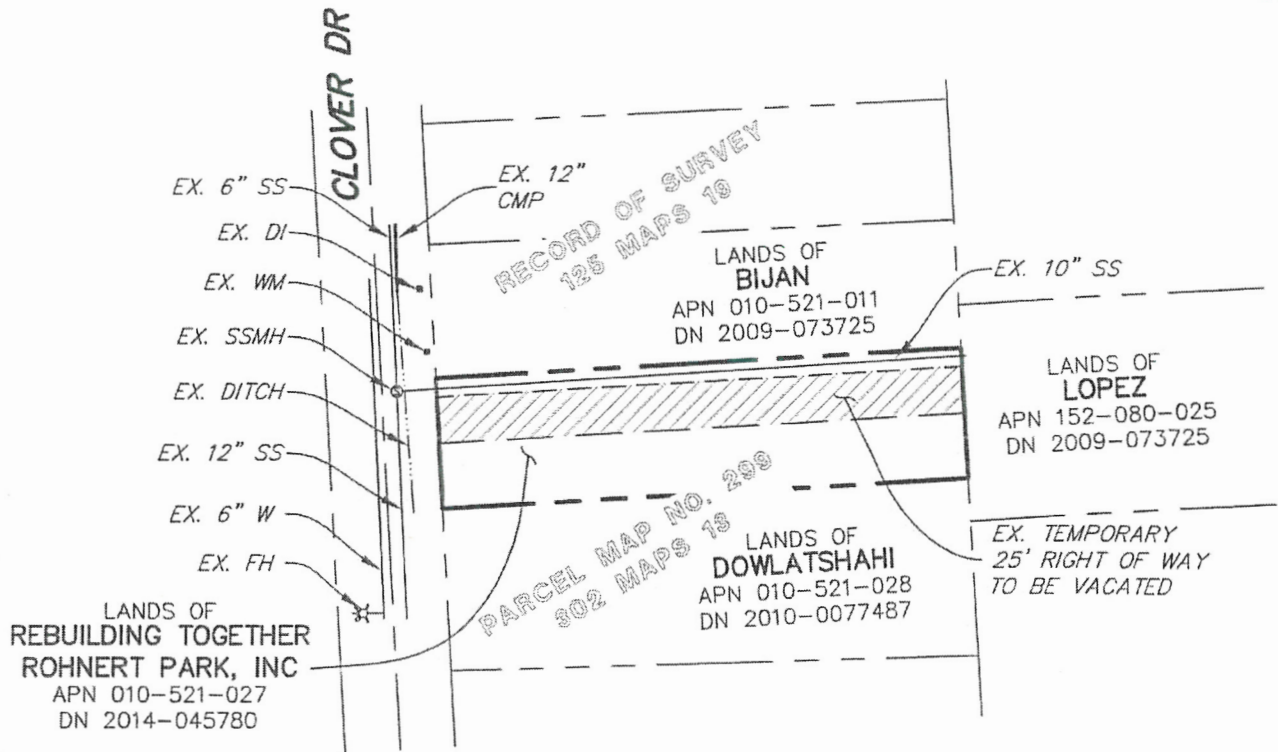 CLOVER DR
EX. 6" SS
EX. 12"
CMP
EX. DI
EX. WM
EX. SSMH
EX. DITCH
EX. 12" SS
EX. 6" W
EX. FH
RECORD OF SURVEY
125 MAPS 19
LANDS OF
BIJAN
APN 010-521-011
DN 2009-073725
EX. 10" SS
LANDS OF
LOPEZ
APN 152-080-025
DN 2009-073725
PARCEL MAP NO. 299
302 MAPS 13
LANDS OF
DOWLATSHAHI
APN 010-521-028
DN 2010-0077487
EX. TEMPORARY
25' RIGHT OF WAY
TO BE VACATED
LANDS OF
REBUILDING TOGETHER
ROHNERT PARK, INC
APN 010-521-027
DN 2014-045780